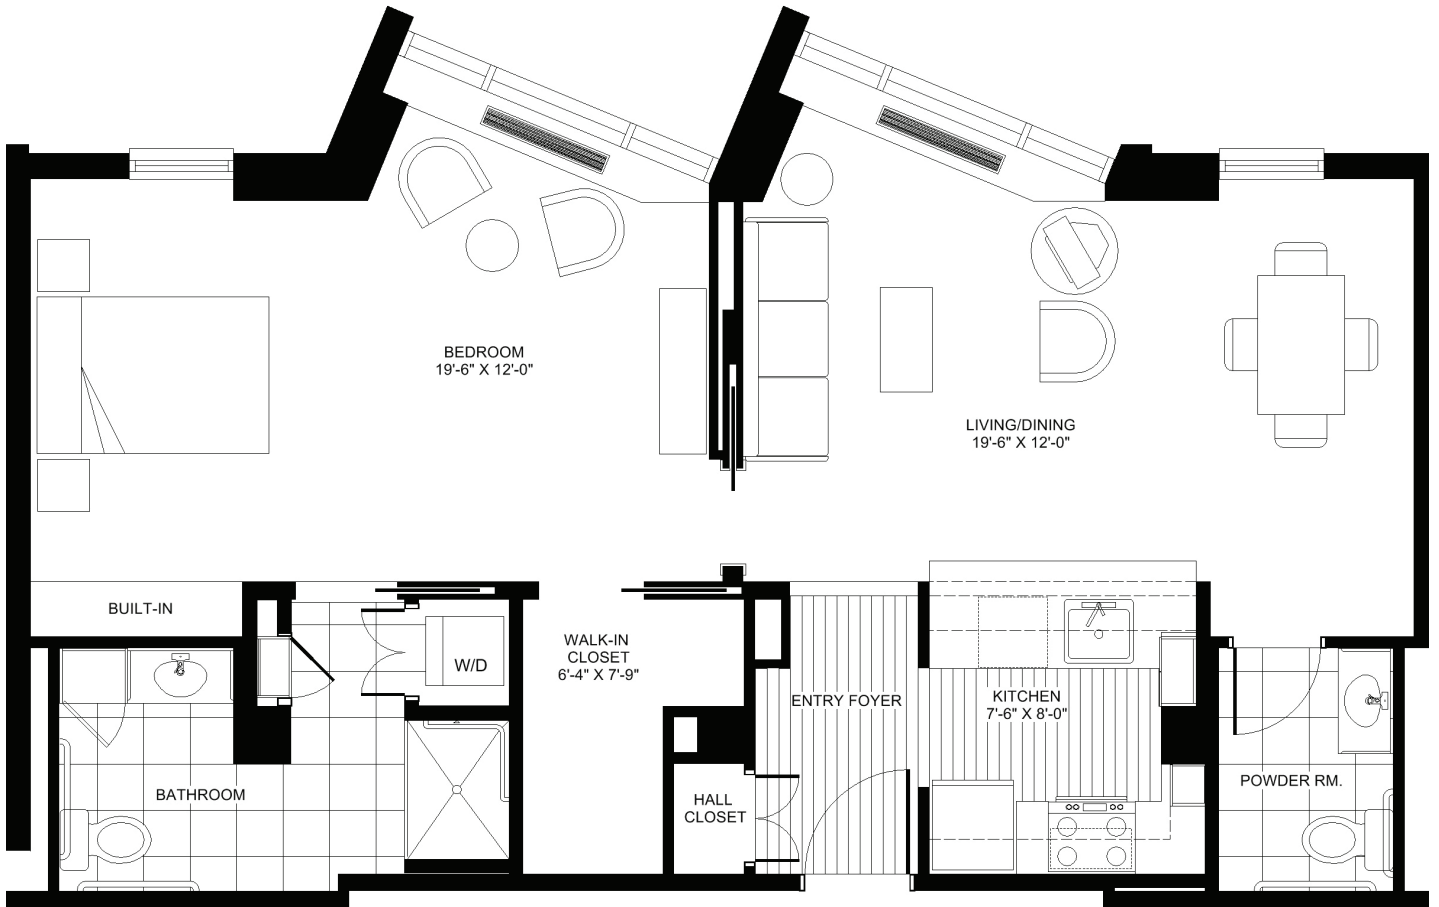 BEDROOM
19'-6" X 12'-0"
LIVING/DINING
19'-6" X 12'-0"
BUILT-IN
W/D
WALK-IN
CLOSET
6'-4" X 7'-9"
ENTRY FOYER
KITCHEN
7'-6" X 8'-0"
BATHROOM
HALL
CLOSET
POWDER RM.